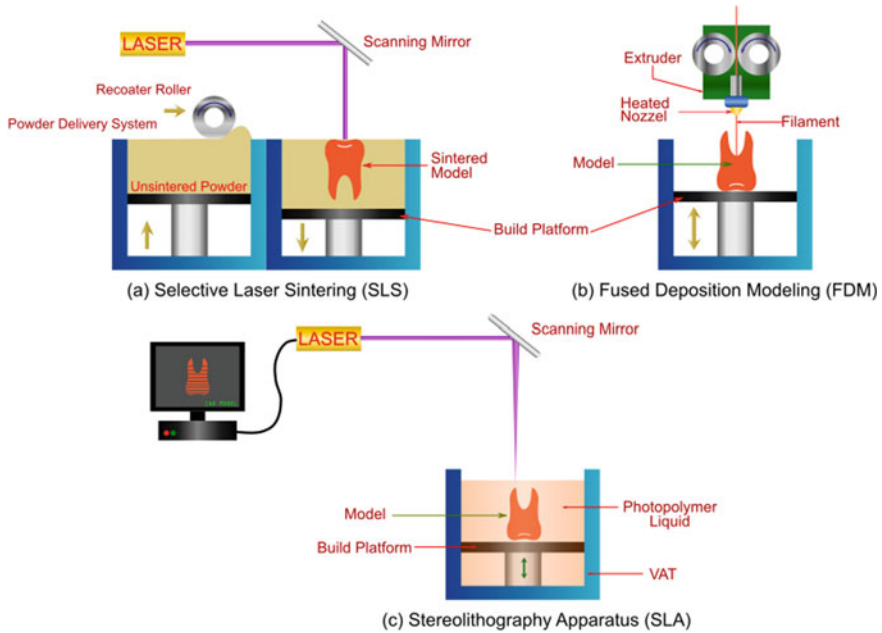 LASER
Scanning Mirror
Recoater Roller
Powder Delivery System
Unsintered Powder
Sintered
Model
Build Platform
Extruder
Heated
Nozzel
Filament
Model
(a) Selective Laser Sintering (SLS)
(b) Fused Deposition Modeling (FDM)
LASER
Scanning Mirror
CAD MODEL
Model
Photopolymer
Liquid
Build Platform
VAT
(c) Stereolithography Apparatus (SLA)